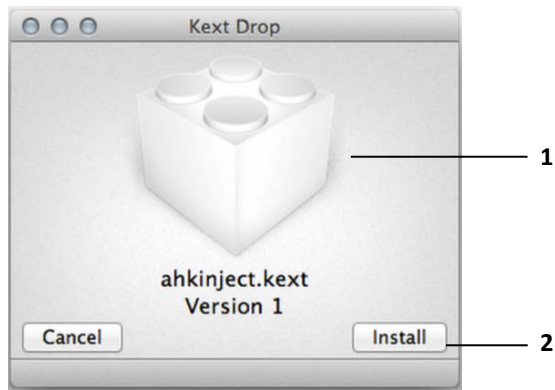 Kext Drop
1
ahkinject.kext
Version 1
Cancel
Install
2